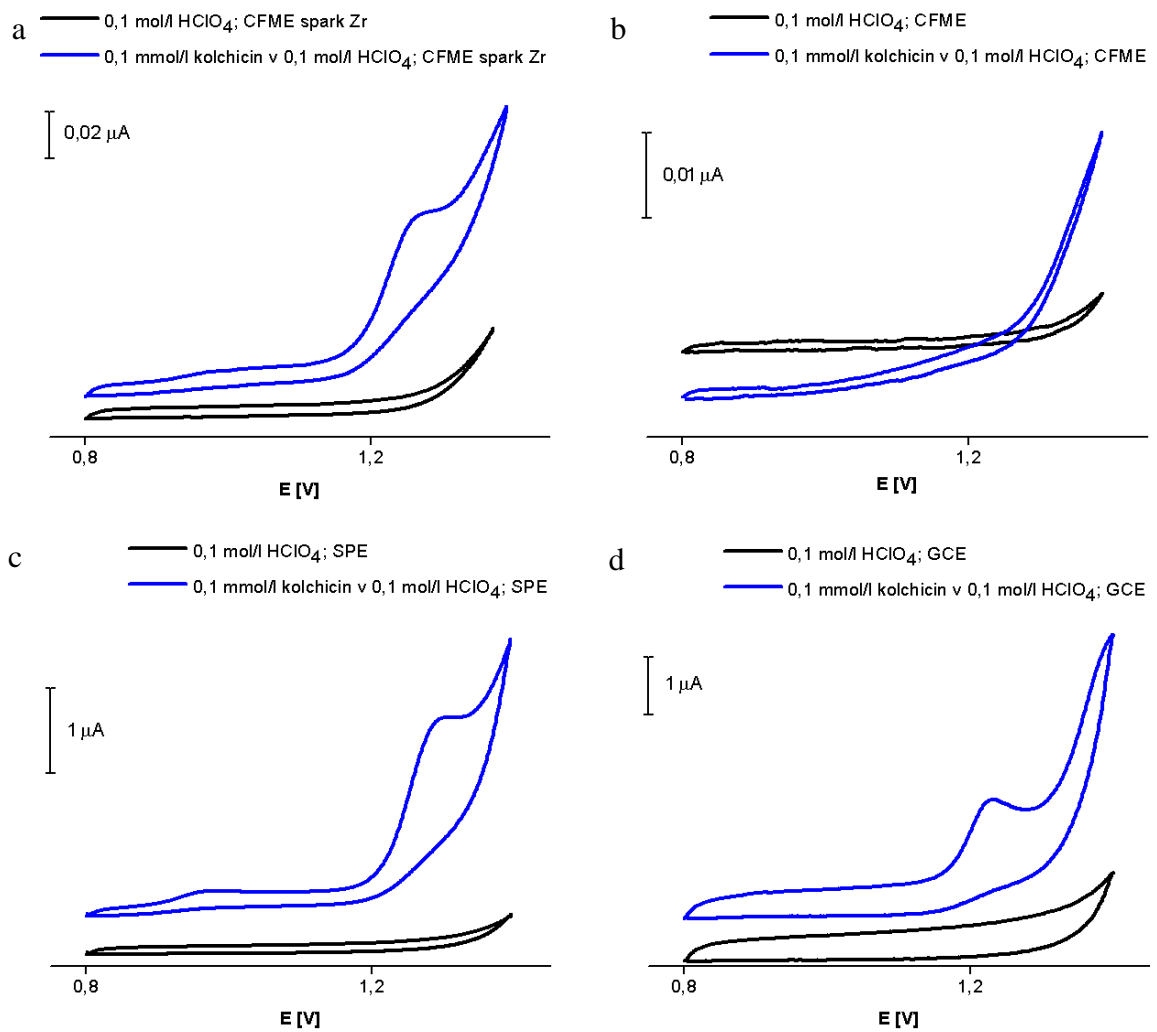 a
0,1 mol/l HClO4; CFME spark Zr
0,1 mmol/l kolchicin v 0,1 mol/l HClO4; CFME spark Zr
0,02 µA
0,8
1,2
E [V]
b
0,1 mol/l HClO4; CFME
0,1 mmol/l kolchicin v 0,1 mol/l HClO4; CFME
0,01 µA
0,8
1,2
E [V]
c
0,1 mol/l HClO4; SPE
0,1 mmol/l kolchicin v 0,1 mol/l HClO4; SPE
1 µA
0,8
1,2
E [V]
d
0,1 mol/l HClO4; GCE
0,1 mmol/l kolchicin v 0,1 mol/l HClO4; GCE
1 µA
0,8
1,2
E [V]